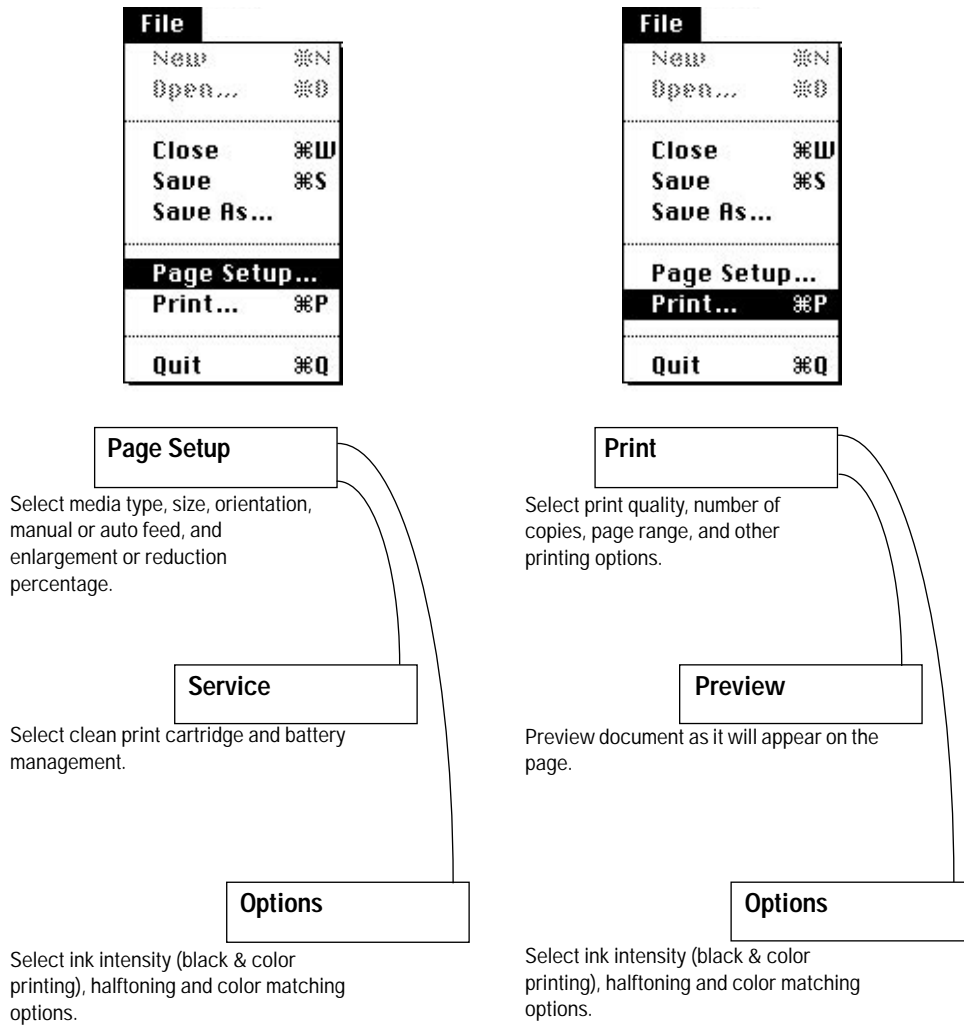 File
New ⌘N
Open... ⌘O
Close ⌘W
Save ⌘S
Save As...
Page Setup...
Print... ⌘P
Quit ⌘Q
Page Setup
Select media type, size, orientation,
manual or auto feed, and
enlargement or reduction
percentage.
Service
Select clean print cartridge and battery
management.
Options
Select ink intensity (black & color
printing), halftoning and color matching
options.
File
New ⌘N
Open... ⌘O
Close ⌘W
Save ⌘S
Save As...
Page Setup...
Print... ⌘P
Quit ⌘Q
Print
Select print quality, number of
copies, page range, and other
printing options.
Preview
Preview document as it will appear on the
page.
Options
Select ink intensity (black & color
printing), halftoning and color matching
options.